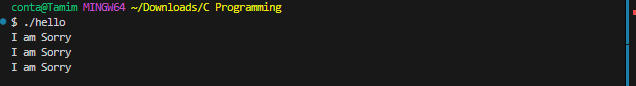 conta@Tamim MINGW64 ~/Downloads/C Programming
$ ./hello
I am Sorry
I am Sorry
I am Sorry